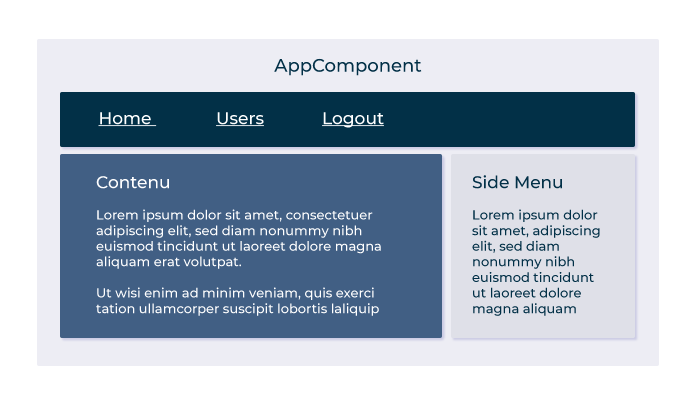 AppComponent
Home Users Logout
Contenu
Lorem ipsum dolor sit amet, consectetuer
adipiscing elit, sed diam nonummy nibh
euismod tincidunt ut laoreet dolore magna
aliquam erat volutpat.
Ut wisi enim ad minim veniam, quis exerci
tation ullamcorper suscipit lobortis laliquip
Side Menu
Lorem ipsum dolor
sit amet, adipiscing
elit, sed diam
nonummy nibh
euismod tincidunt
ut laoreet dolore
magna aliquam